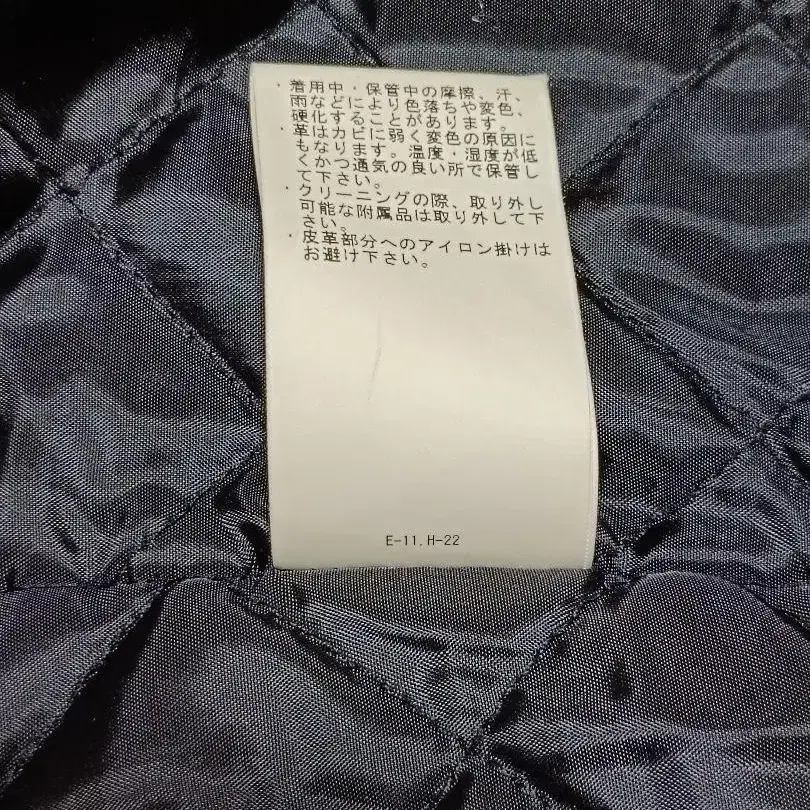 ・着用中・保管中の摩擦、汗、
雨などにより色落ちや変色、
硬化することがあります。
・革はカビに弱く変色の原因に
もなります。温度・湿度が低
くかつ通気の良い所で保管し
て下さい。
・クリーニングの際、取り外し
可能な附属品は取り外して下
さい。
・皮革部分へのアイロン掛けは
お避け下さい。
E-11.H-22